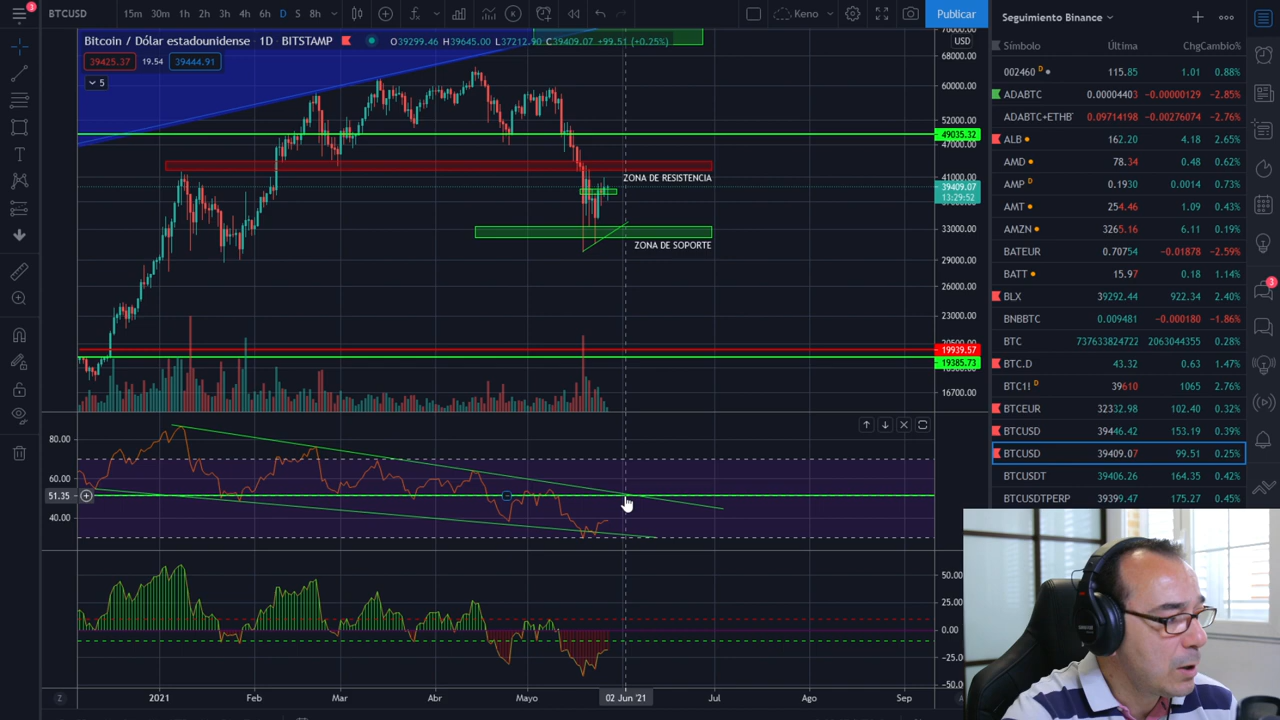 BTCUSD 15m 30m 1h 2h 3h 4h 6h D S 8h Keno Publicar
Bitcoin / Dólar estadounidense · 1D · BITSTAMP O39299.46 H39645.00 L37212.90 C39409.07 +99.51 (+0.25%)
39425.37 19.54 39444.91
5
USD
70000.00
68000.00
60000.00
52000.00
49035.32
47000.00
41000.00
39409.07
13:29:52
33000.00
29000.00
26000.00
23000.00
19939.57
19385.73
16700.00
ZONA DE RESISTENCIA
ZONA DE SOPORTE
80.00
60.00
51.35
40.00
50.00
25.00
0.00
-25.00
-50.0
Z 2021 Feb Mar Abr Mayo 02 Jun '21 Jul Ago Sep
3
Seguimiento Binance
Símbolo Última Chg Cambio%
002460 D 115.85 1.01 0.88%
ADABTC 0.00004403 -0.00000129 -2.85%
ADABTC+ETHB 0.09714198 -0.00276074 -2.76%
ALB 162.20 4.18 2.65%
AMD 78.34 0.48 0.62%
AMP D 0.1930 0.0014 0.73%
AMT 254.46 1.09 0.43%
AMZN 3265.16 6.11 0.19%
BATEUR 0.70754 -0.01878 -2.59%
BATT 15.97 0.18 1.14%
BLX 39292.44 922.34 2.40%
BNBBTC 0.009481 -0.000180 -1.86%
BTC 737633824722 2063044355 0.28%
BTC.D 43.32 0.63 1.47%
BTC1! D 39610 1065 2.76%
BTCEUR 32332.98 102.40 0.32%
BTCUSD 39446.42 153.19 0.39%
BTCUSD 39409.07 99.51 0.25%
BTCUSDT 39406.26 164.35 0.42%
BTCUSDTPERP 39399.47 175.27 0.45%
3